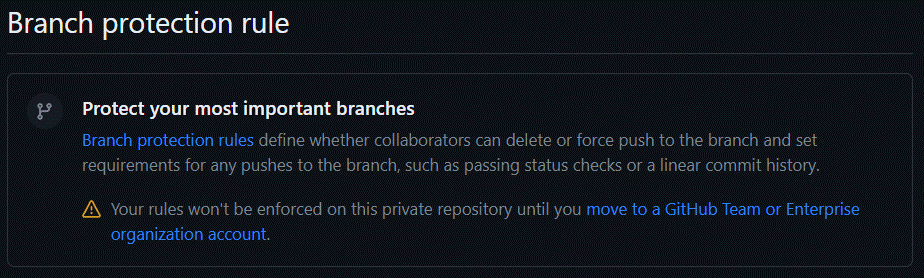 Branch protection rule
Protect your most important branches
Branch protection rules define whether collaborators can delete or force push to the branch and set
requirements for any pushes to the branch, such as passing status checks or a linear commit history.
Your rules won't be enforced on this private repository until you move to a GitHub Team or Enterprise
organization account.